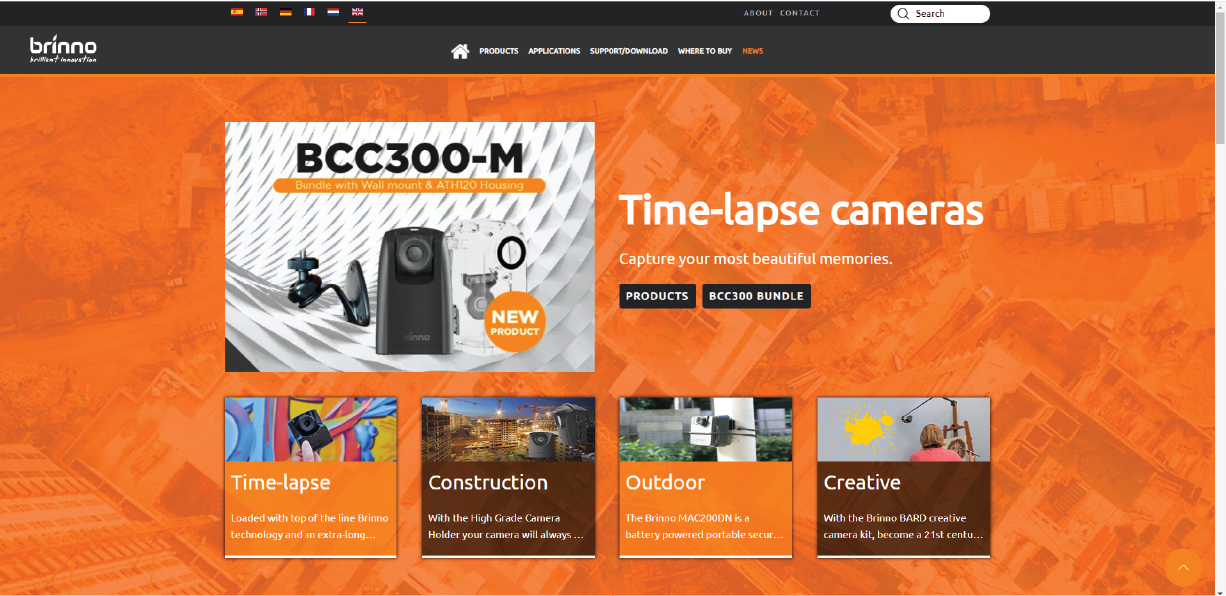 ABOUT CONTACT
Search
brinno
brilliant innovation
PRODUCTS APPLICATIONS SUPPORT/DOWNLOAD WHERE TO BUY NEWS
BCC300-M
Bundle with Wall mount & ATH120 Housing
brinno
NEW
PRODUCT
Time-lapse cameras
Capture your most beautiful memories.
PRODUCTS BCC300 BUNDLE
Time-lapse
Loaded with top of the line Brinno
technology and an extra-long...
Construction
With the High Grade Camera
Holder your camera will always ...
Outdoor
The Brinno MAC200DN is a
battery powered portable secur...
Creative
With the Brinno BARD creative
camera kit, become a 21st centu...